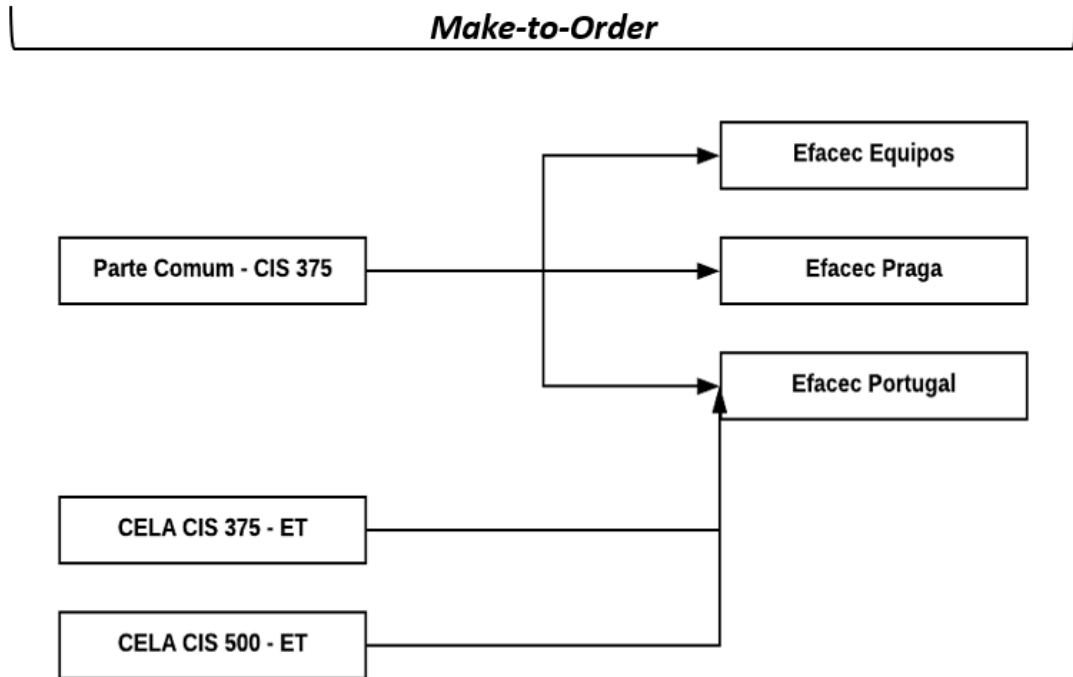 Make-to-Order
Efacec Equipos
Parte Comum - CIS 375
Efacec Praga
Efacec Portugal
CELA CIS 375 - ET
CELA CIS 500 - ET